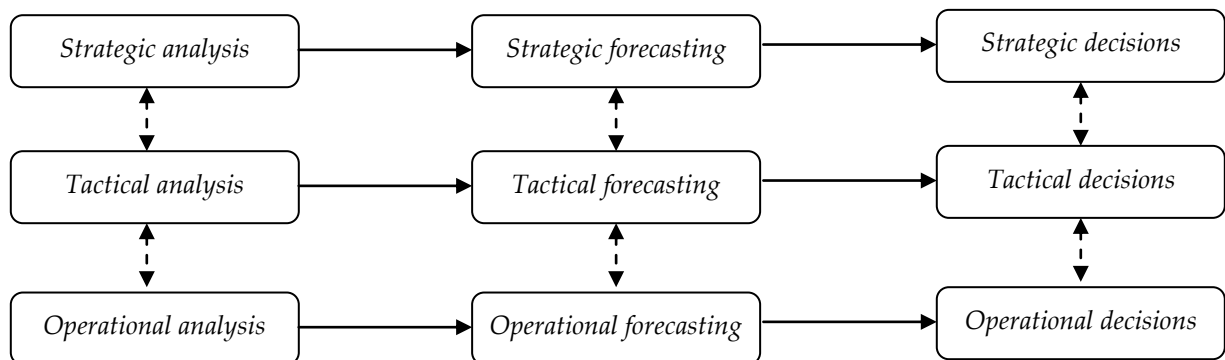 Strategic analysis
Strategic forecasting
Strategic decisions
Tactical analysis
Tactical forecasting
Tactical decisions
Operational analysis
Operational forecasting
Operational decisions